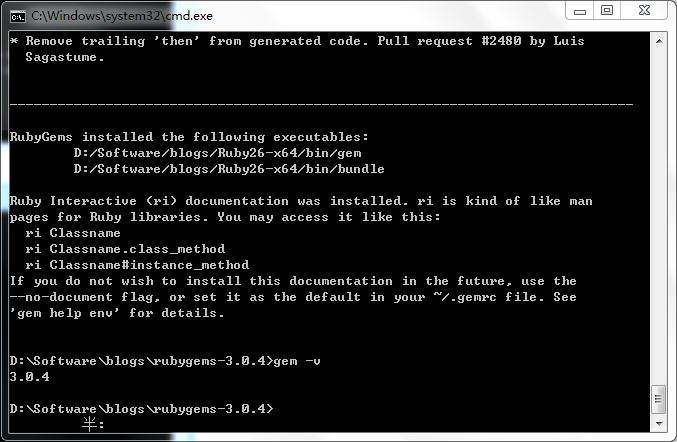 C:\Windows\system32\cmd.exe
* Remove trailing 'then' from generated code. Pull request #2480 by Luis
Sagastume.
------------------------------------------------------------------------------
RubyGems installed the following executables:
D:/Software/blogs/Ruby26-x64/bin/gem
D:/Software/blogs/Ruby26-x64/bin/bundle
Ruby Interactive (ri) documentation was installed. ri is kind of like man
pages for Ruby libraries. You may access it like this:
ri Classname
ri Classname.class_method
ri Classname#instance_method
If you do not wish to install this documentation in the future, use the
--no-document flag, or set it as the default in your ~/.gemrc file. See
'gem help env' for details.
D:\Software\blogs\rubygems-3.0.4>gem -v
3.0.4
D:\Software\blogs\rubygems-3.0.4>
半: